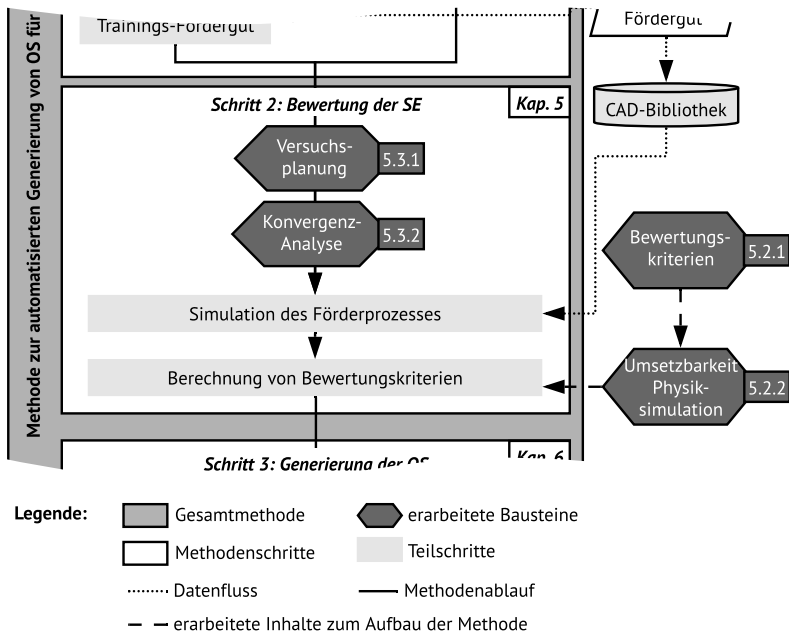 Methode zur automatisierten Generierung von OS für
Trainings-Fördergut
Fördergut
CAD-Bibliothek
Schritt 2: Bewertung der SE
Kap. 5
Versuchs-
planung
5.3.1
Konvergenz-
Analyse
5.3.2
Simulation des Förderprozesses
Berechnung von Bewertungskriterien
Bewertungs-
kriterien
5.2.1
Umsetzbarkeit
Physik-
simulation
5.2.2
Schritt 3: Generierung der OS
Kap. 6
Legende:
Gesamtmethode
erarbeitete Bausteine
Methodenschritte
Teilschritte
Datenfluss
Methodenablauf
erarbeitete Inhalte zum Aufbau der Methode